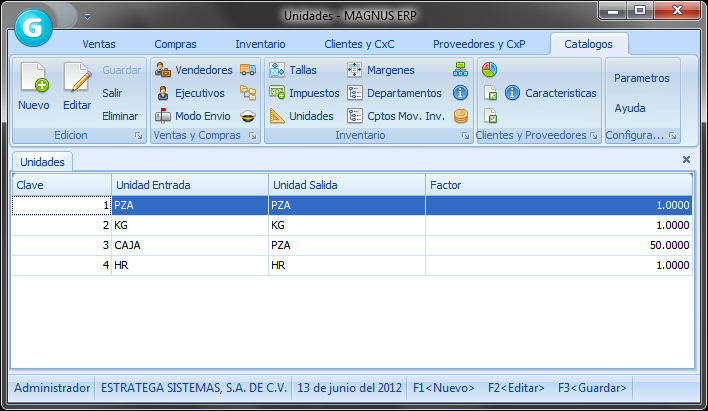 Unidades - MAGNUS ERP
G
Ventas Compras Inventario Clientes y CxC Proveedores y CxP Catalogos
Nuevo Editar Guardar Salir Eliminar
Edicion
Vendedores
Ejecutivos
Modo Envio
Ventas y Compras
Tallas Margenes
Impuestos Departamentos
Unidades Cptos Mov. Inv.
Inventario
Caracteristicas
Clientes y Proveedores
Parametros
Ayuda
Configura...
Unidades
Clave Unidad Entrada Unidad Salida Factor
1 PZA PZA 1.0000
2 KG KG 1.0000
3 CAJA PZA 50.0000
4 HR HR 1.0000
Administrador ESTRATEGA SISTEMAS, S.A. DE C.V. 13 de junio del 2012 F1<Nuevo> F2<Editar> F3<Guardar>